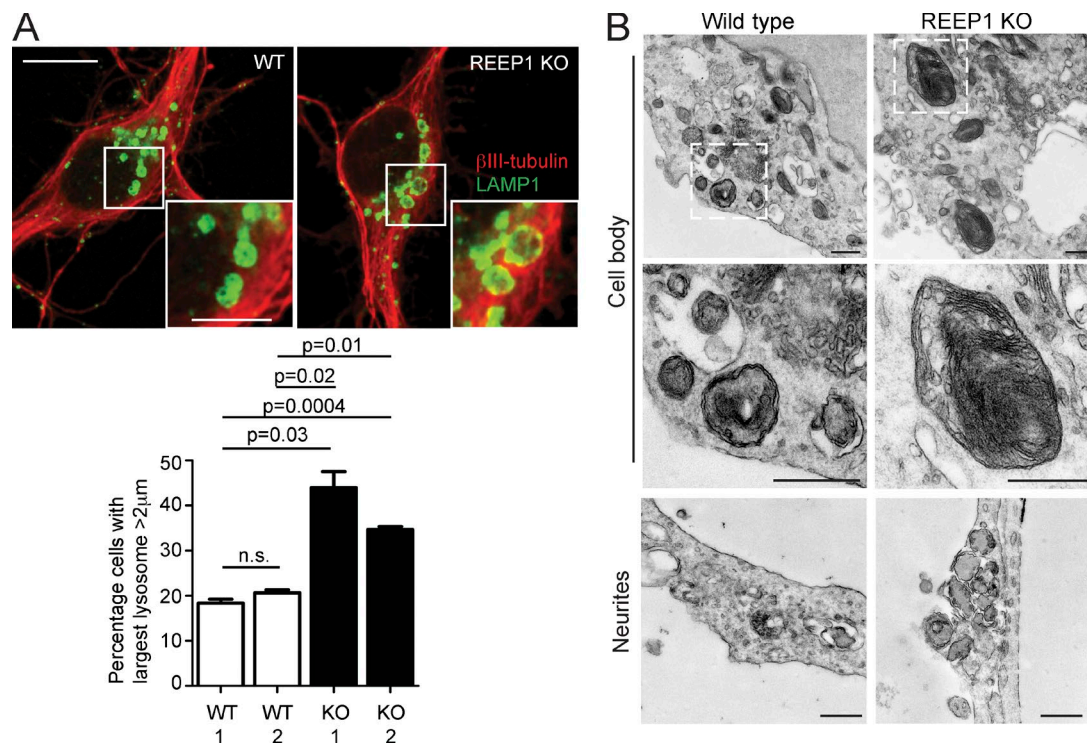 A
WT
REEP1 KO
βIII-tubulin
LAMP1
p=0.01
p=0.02
p=0.0004
p=0.03
n.s.
Percentage cells with
largest lysosome >2μm
50
40
30
20
10
0
WT
1
WT
2
KO
1
KO
2
B
Wild type
REEP1 KO
Cell body
Neurites